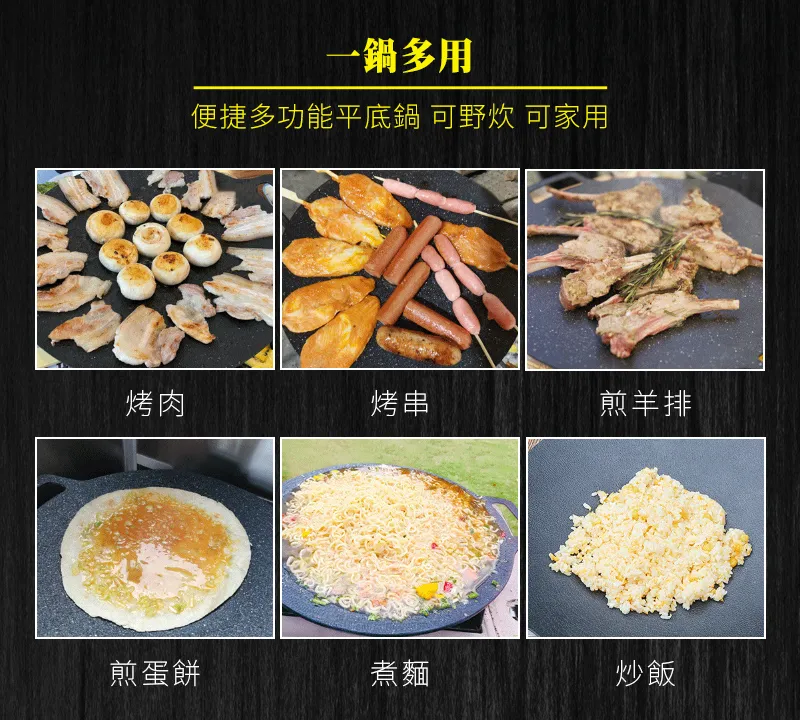 一鍋多用
便捷多功能平底鍋 可野炊 可家用
烤肉
烤串
煎羊排
煎蛋餅
煮麵
炒飯